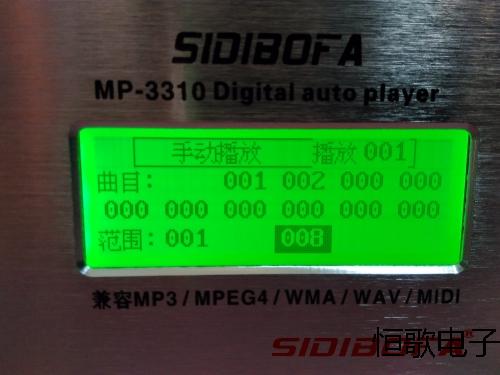 SIDIBOFA
MP-3310 Digital auto player
手动播放 播放 001
曲目: 001 002 000 000
000 000 000 000 000 000
范围: 001 008
兼容MP3 / MPEG4 / WMA / WAV / MIDI
恒歌电子
SIDIBOFA®